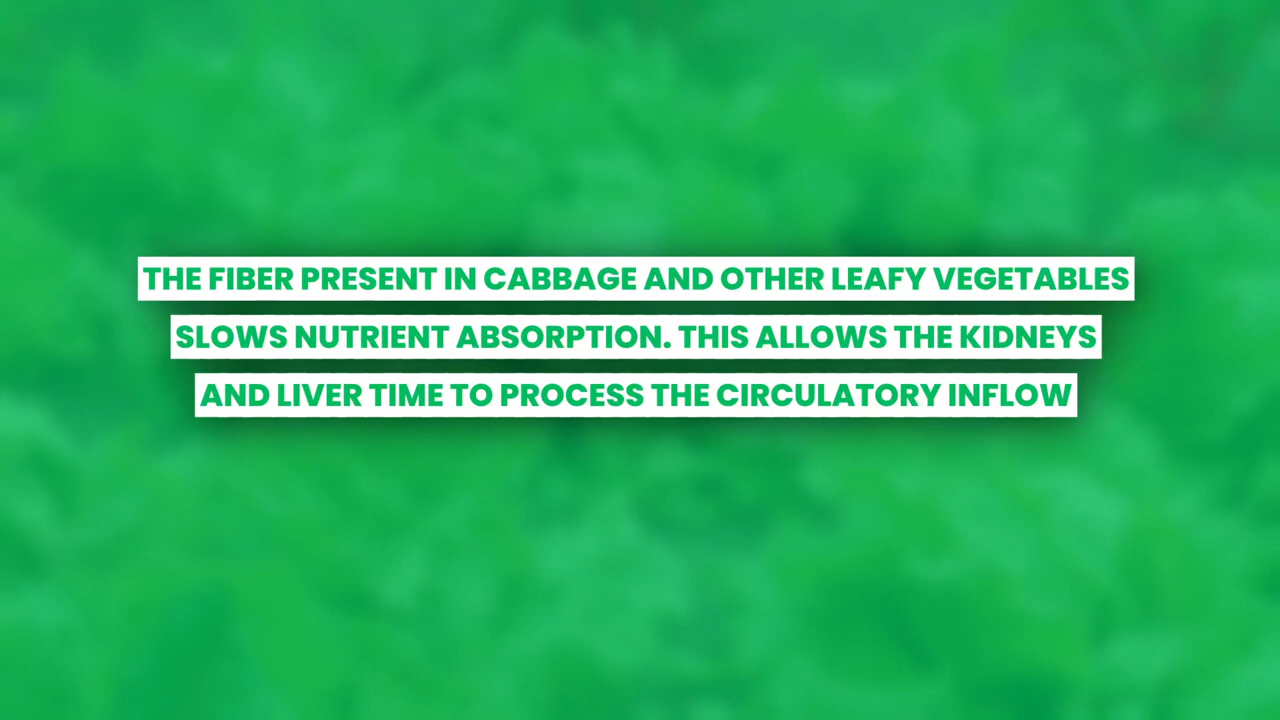 THE FIBER PRESENT IN CABBAGE AND OTHER LEAFY VEGETABLES
SLOWS NUTRIENT ABSORPTION. THIS ALLOWS THE KIDNEYS
AND LIVER TIME TO PROCESS THE CIRCULATORY INFLOW